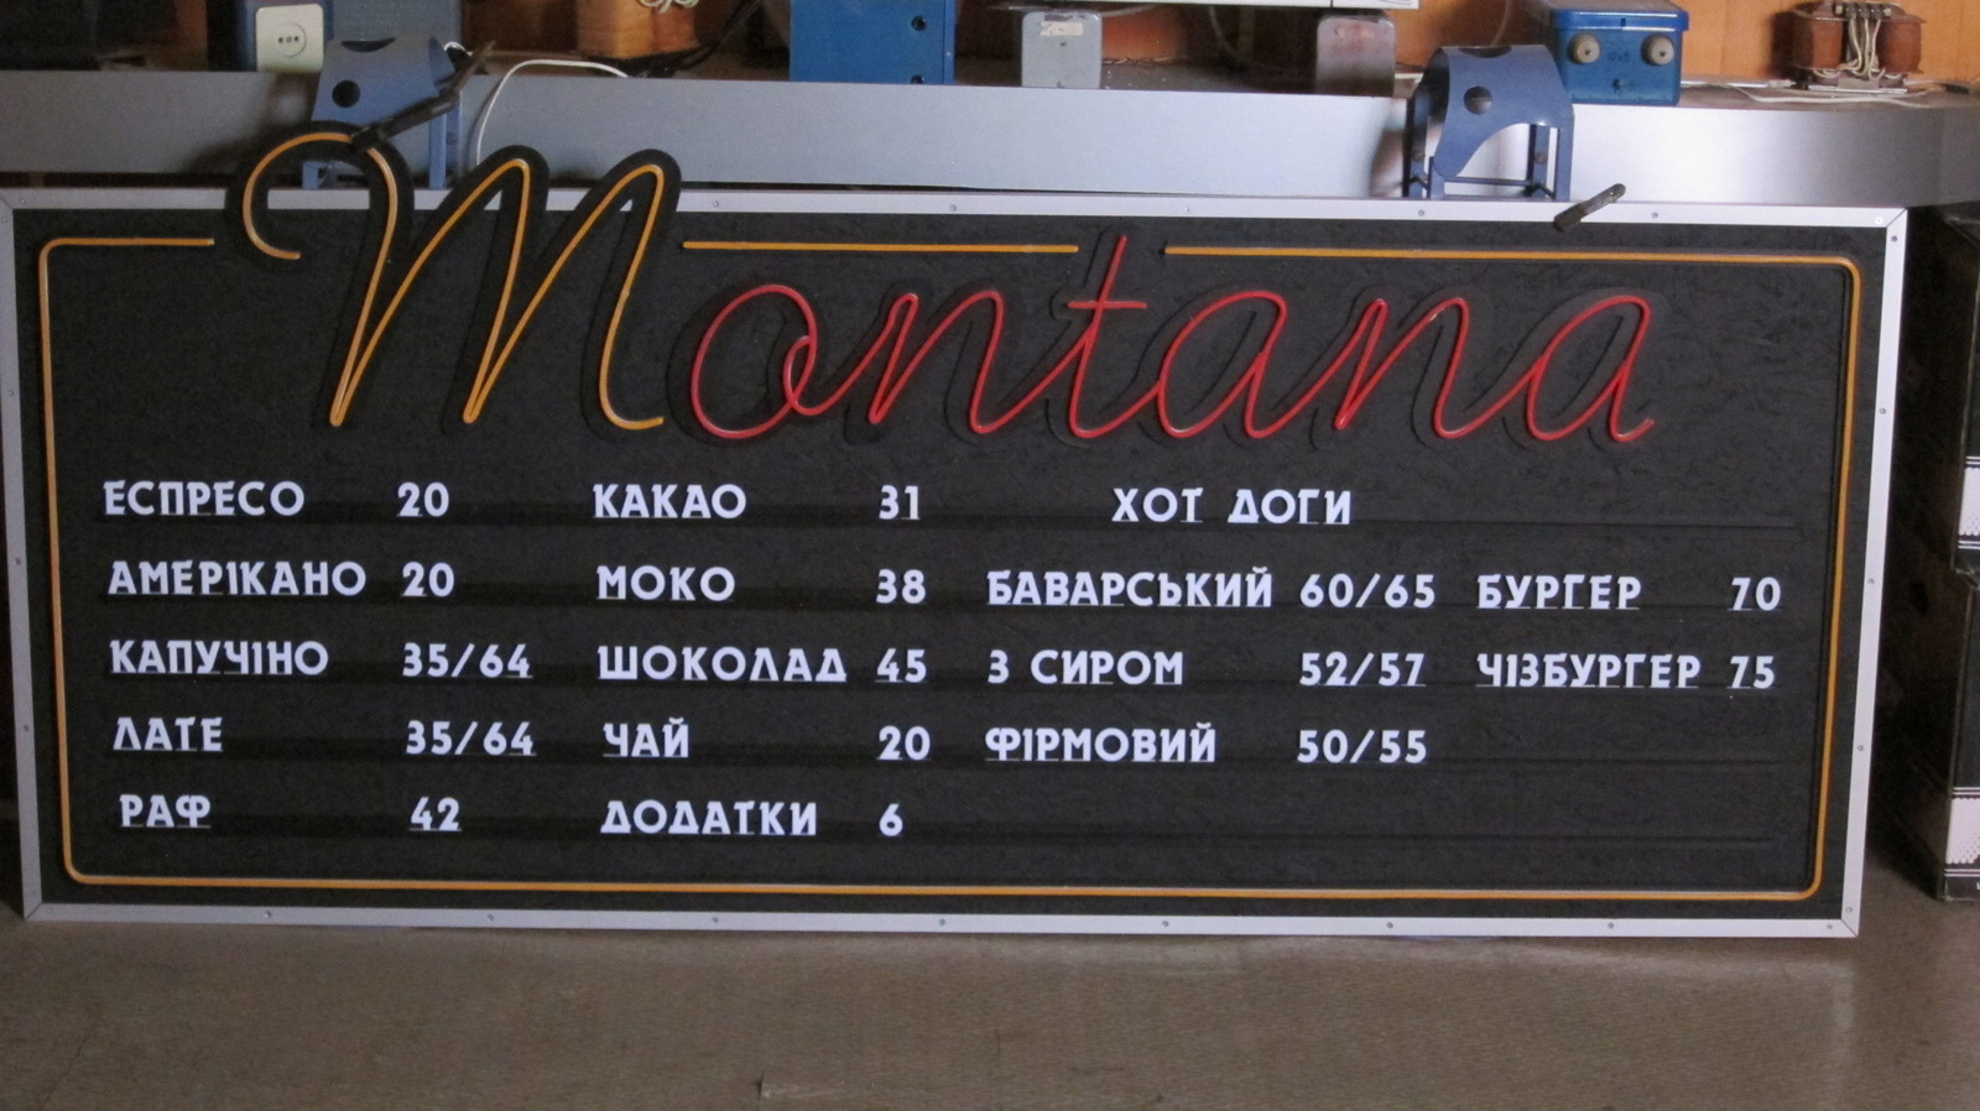 Montana
ЕСПРЕСО 20 КАКАО 31 ХОТ ДОГИ
АМЕРІКАНО 20 МОКО 38 БАВАРСЬКИЙ 60/65 БУРГЕР 70
КАПУЧІНО 35/64 ШОКОЛАД 45 З СИРОМ 52/57 ЧІЗБУРГЕР 75
ЛАТЕ 35/64 ЧАЙ 20 ФІРМОВИЙ 50/55
РАФ 42 ДОДАТКИ 6